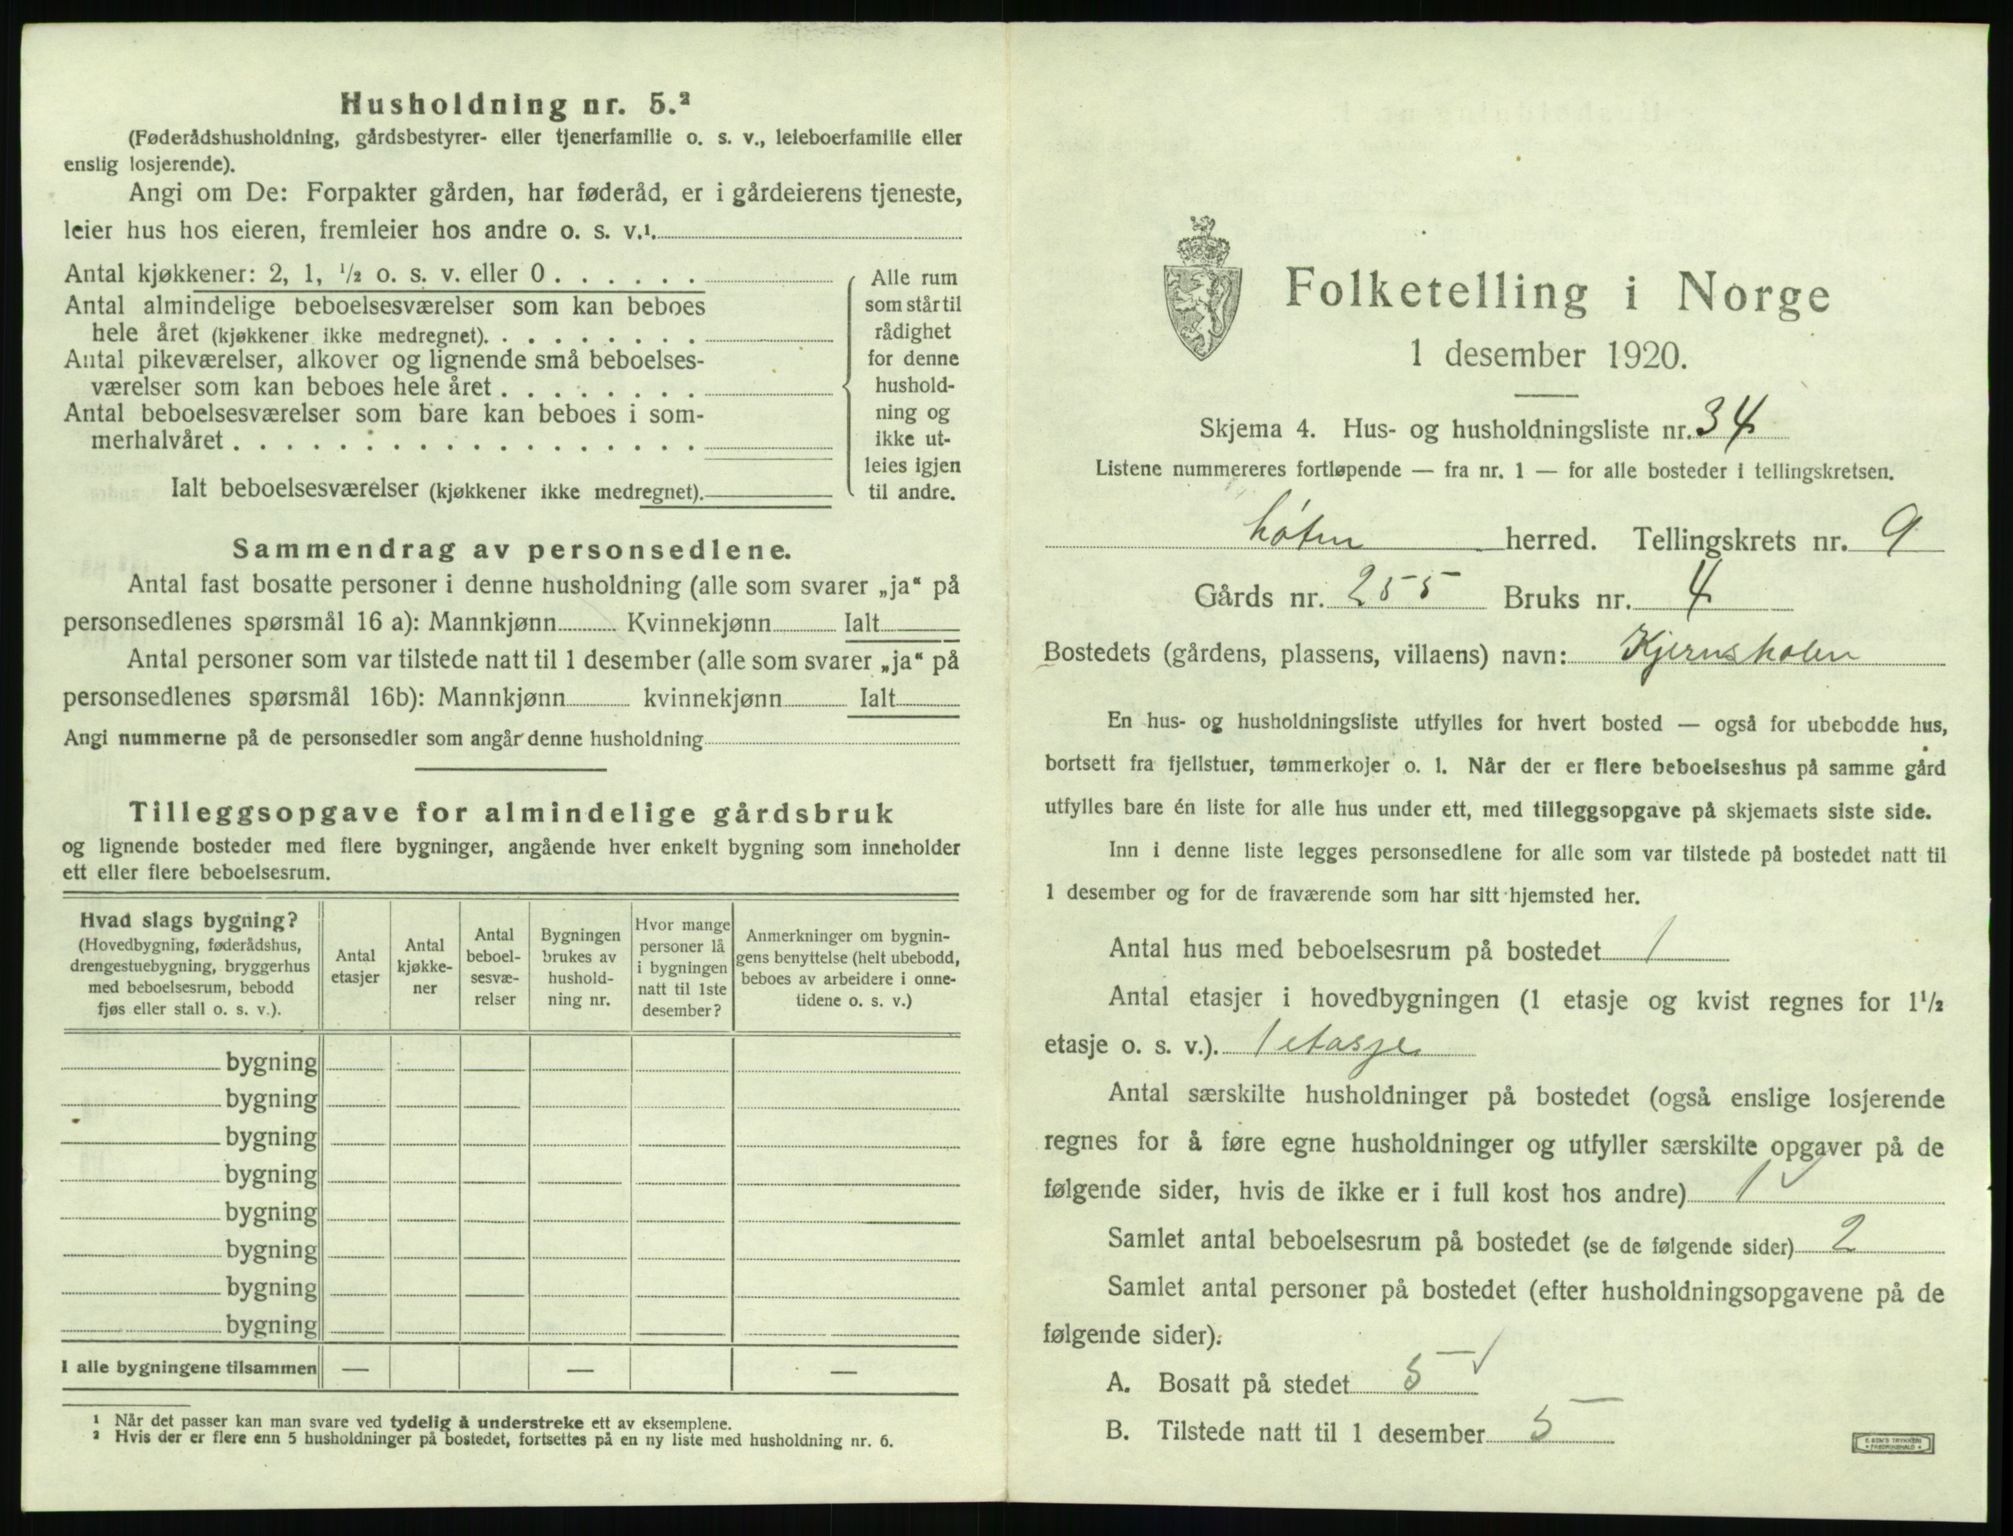 Husholdning nr. 5.²
(Føderådshusholdning, gårdsbestyrer- eller tjenerfamilie o. s. v., leieboerfamilie eller
enslig losjerende).
Angi om De: Forpakter gården, har føderåd, er i gårdeierens tjeneste,
leier hus hos eieren, fremleier hos andre o. s. v.¹
Antal kjøkkener: 2, 1, ½ o. s. v. eller 0 . . . . . .
Antal almindelige beboelsesværelser som kan beboes
hele året (kjøkkener ikke medregnet). . . . . . . . .
Antal pikeværelser, alkover og lignende små beboelses-
værelser som kan beboes hele året . . . . . . . .
Antal beboelsesværelser som bare kan beboes i som-
merhalvåret . . . . . . . . . . . . . . . . . .
Ialt beboelsesværelser (kjøkkener ikke medregnet).
Alle rum
som står til
rådighet
for denne
hushold-
ning og
ikke ut-
leies igjen
til andre.
Sammendrag av personsedlene.
Antal fast bosatte personer i denne husholdning (alle som svarer „ja“ på
personsedlenes spørsmål 16 a): Mannkjønn Kvinnekjønn Ialt
Antal personer som var tilstede natt til 1 desember (alle som svarer „ja“ på
personsedlenes spørsmål 16b): Mannkjønn kvinnekjønn Ialt
Angi nummerne på de personsedler som angår denne husholdning
Tilleggsopgave for almindelige gårdsbruk
og lignende bosteder med flere bygninger, angående hver enkelt bygning som inneholder
ett eller flere beboelsesrum.
Hvad slags bygning?
(Hovedbygning, føderådshus,
drengestuebygning, bryggerhus
med beboelsesrum, bebodd
fjøs eller stall o. s. v.).
Antal
etasjer
Antal
kjøkke-
ner
Antal
beboel-
sesvæ-
relser
Bygningen
brukes av
hushold-
ning nr.
Hvor mange
personer lå
i bygningen
natt til 1ste
desember?
Anmerkninger om bygnin-
gens benyttelse (helt ubebodd,
beboes av arbeidere i onne-
tidene o. s. v.)
bygning
bygning
bygning
bygning
bygning
bygning
bygning
bygning
I alle bygningene tilsammen — — —
¹ Når det passer kan man svare ved tydelig å understreke ett av eksemplene.
² Hvis der er flere enn 5 husholdninger på bostedet, fortsettes på en ny liste med husholdning nr. 6.
Folketelling i Norge
1 desember 1920.
Skjema 4. Hus- og husholdningsliste nr. 34
Listene nummereres fortløpende — fra nr. 1 — for alle bosteder i tellingskretsen.
Løten herred. Tellingskrets nr. 9
Gårds nr. 255 Bruks nr. 4
Bostedets (gårdens, plassens, villaens) navn: Kjernsholen
En hus- og husholdningsliste utfylles for hvert bosted — også for ubebodde hus,
bortsett fra fjellstuer, tømmerkojer o. l. Når der er flere beboelseshus på samme gård
utfylles bare én liste for alle hus under ett, med tilleggsopgave på skjemaets siste side.
Inn i denne liste legges personsedlene for alle som var tilstede på bostedet natt til
1 desember og for de fraværende som har sitt hjemsted her.
Antal hus med beboelsesrum på bostedet 1
Antal etasjer i hovedbygningen (1 etasje og kvist regnes for 1½
etasje o. s. v.). 1 etasje
Antal særskilte husholdninger på bostedet (også enslige losjerende
regnes for å føre egne husholdninger og utfyller særskilte opgaver på de
følgende sider, hvis de ikke er i full kost hos andre) 1 ✓
Samlet antal beboelsesrum på bostedet (se de følgende sider) 2
Samlet antal personer på bostedet (efter husholdningsopgavene på de
følgende sider).
A. Bosatt på stedet 5 ✓
B. Tilstede natt til 1 desember 5